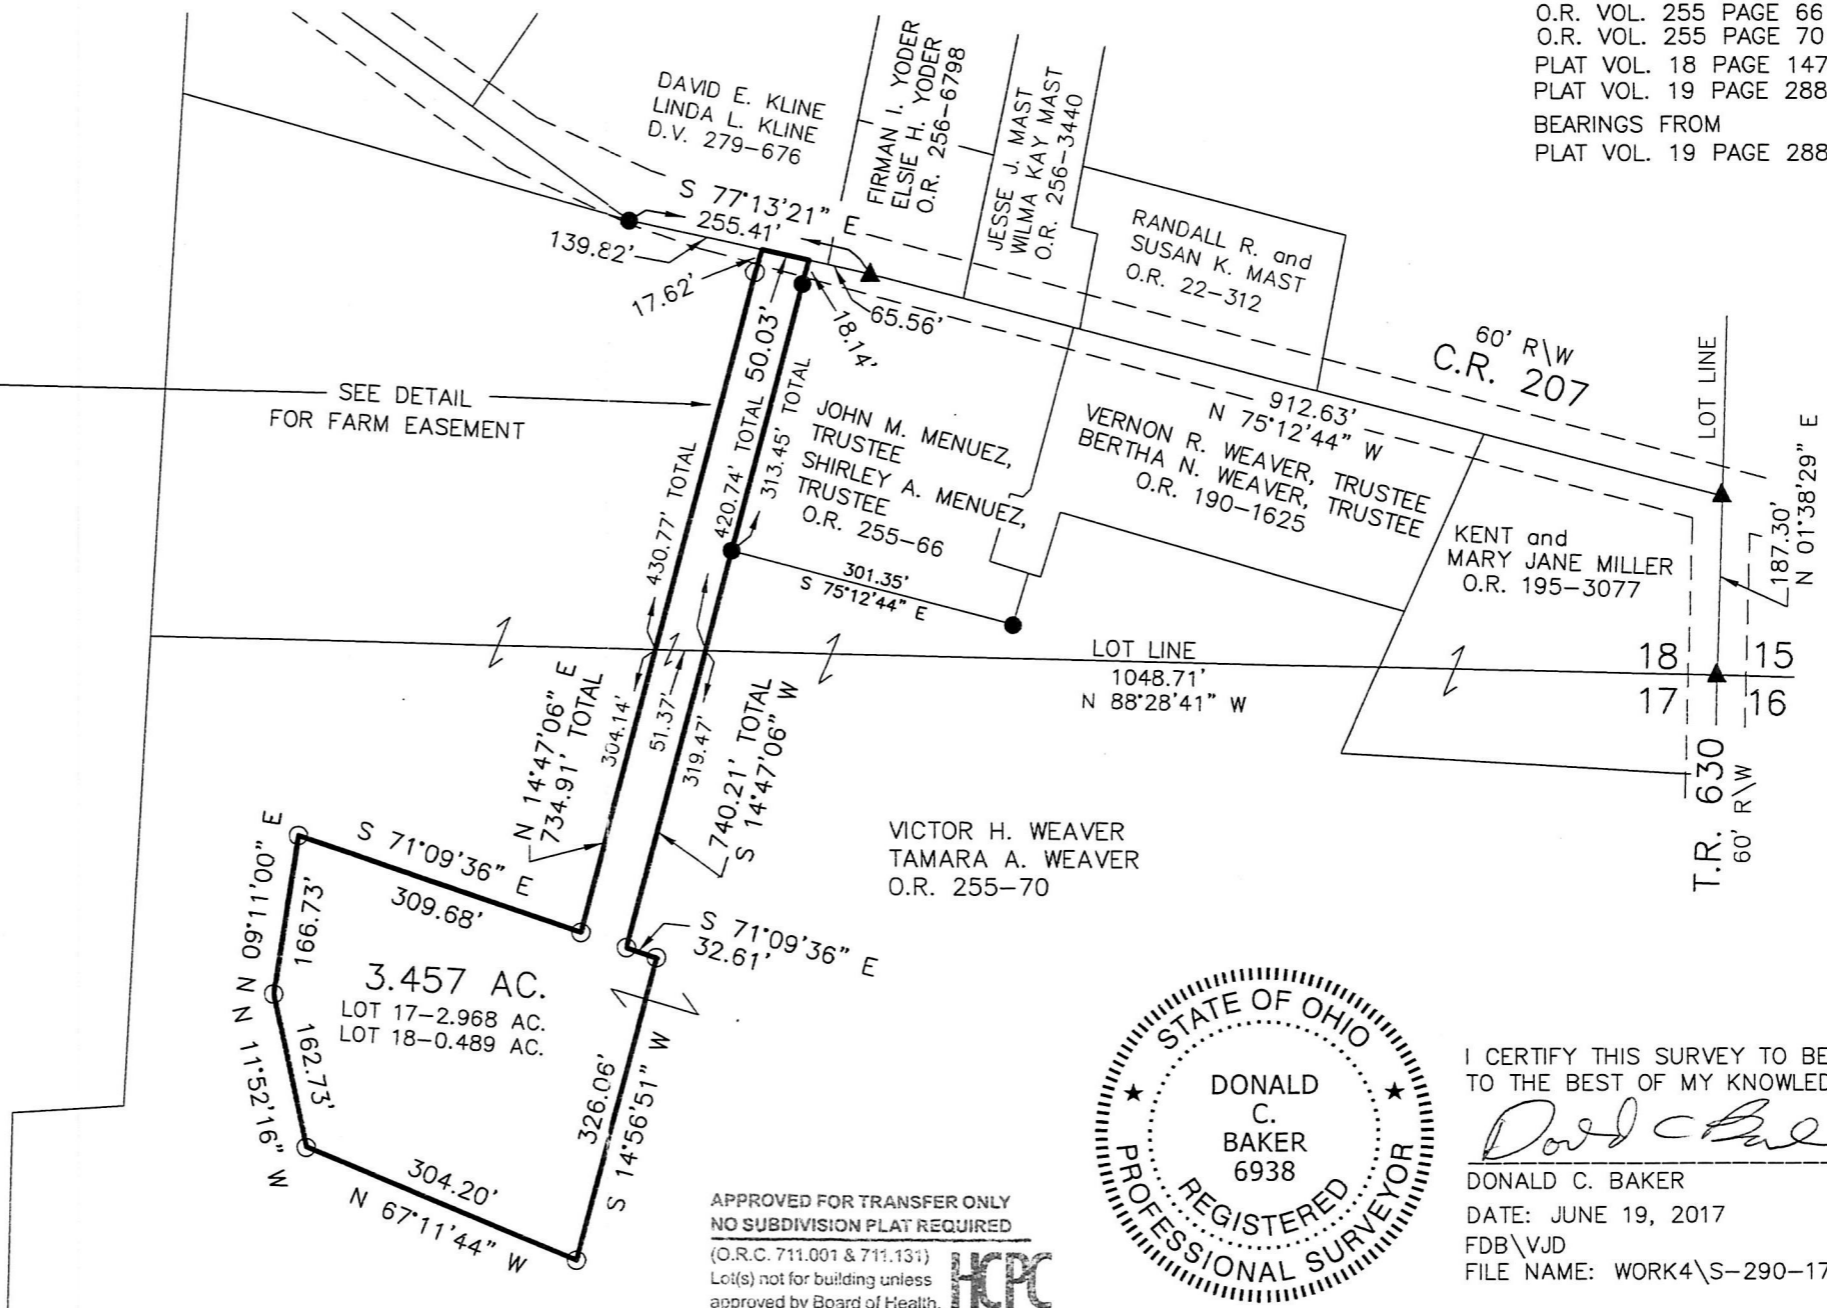 O.R. VOL. 255 PAGE 66
O.R. VOL. 255 PAGE 70
PLAT VOL. 18 PAGE 147
PLAT VOL. 19 PAGE 288
BEARINGS FROM
PLAT VOL. 19 PAGE 288
DAVID E. KLINE
LINDA L. KLINE
D.V. 279-676
FIRMAN I. YODER
ELSIE H. YODER
O.R. 256-6798
JESSE J. MAST
WILMA KAY MAST
O.R. 256-3440
RANDALL R. and
SUSAN K. MAST
O.R. 22-312
S 77°13'21" E
255.41'
139.82'
17.62'
18.14'
65.56'
60' R\W
C.R. 207
912.63'
N 75°12'44" W
LOT LINE
187.30'
N 01°38'29" E
SEE DETAIL
FOR FARM EASEMENT
430.77' TOTAL
420.74' TOTAL
50.03'
313.45' TOTAL
JOHN M. MENUEZ,
TRUSTEE
SHIRLEY A. MENUEZ,
TRUSTEE
O.R. 255-66
VERNON R. WEAVER, TRUSTEE
BERTHA N. WEAVER, TRUSTEE
O.R. 190-1625
KENT and
MARY JANE MILLER
O.R. 195-3077
301.35'
S 75°12'44" E
LOT LINE
1048.71'
N 88°28'41" W
18
15
17
16
T.R. 630
60' R\W
N 14°47'06" E
734.91' TOTAL
304.14'
51.37'
319.47'
740.21' TOTAL
S 14°47'06" W
VICTOR H. WEAVER
TAMARA A. WEAVER
O.R. 255-70
S 71°09'36" E
309.68'
S 71°09'36" E
32.61'
N 09°11'00" E
166.73'
3.457 AC.
LOT 17-2.968 AC.
LOT 18-0.489 AC.
N 11°52'16" W
162.73'
326.06'
S 14°56'51" W
304.20'
N 67°11'44" W
APPROVED FOR TRANSFER ONLY
NO SUBDIVISION PLAT REQUIRED
(O.R.C. 711.001 & 711.131)
Lot(s) not for building unless
approved by Board of Health.
HCPC
STATE OF OHIO
DONALD
C.
BAKER
6938
REGISTERED
PROFESSIONAL SURVEYOR
I CERTIFY THIS SURVEY TO BE
TO THE BEST OF MY KNOWLED
DONALD C. BAKER
DATE: JUNE 19, 2017
FDB\VJD
FILE NAME: WORK4\S-290-17